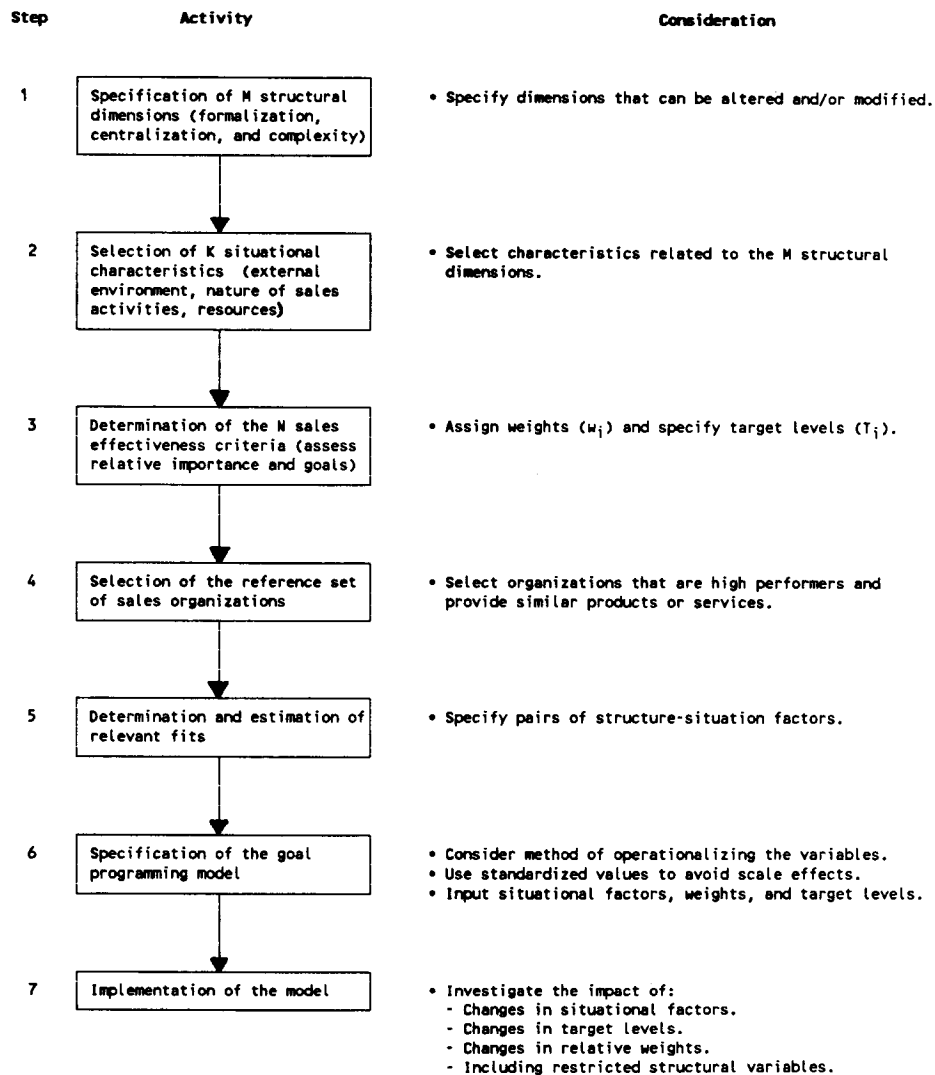 Step Activity Consideration
1 Specification of M structural • Specify dimensions that can be altered and/or modified.
dimensions (formalization,
centralization, and complexity)
2 Selection of K situational • Select characteristics related to the M structural
characteristics (external dimensions.
environment, nature of sales
activities, resources)
3 Determination of the N sales • Assign weights (wᵢ) and specify target levels (Tᵢ).
effectiveness criteria (assess
relative importance and goals)
4 Selection of the reference set • Select organizations that are high performers and
of sales organizations provide similar products or services.
5 Determination and estimation of • Specify pairs of structure-situation factors.
relevant fits
6 Specification of the goal • Consider method of operationalizing the variables.
programming model • Use standardized values to avoid scale effects.
• Input situational factors, weights, and target levels.
7 Implementation of the model • Investigate the impact of:
- Changes in situational factors.
- Changes in target levels.
- Changes in relative weights.
- Including restricted structural variables.